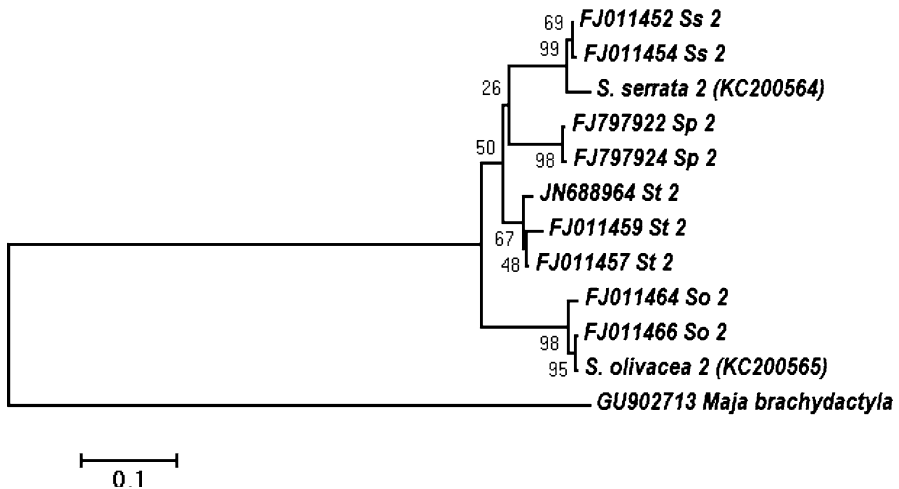 69 FJ011452 Ss 2
99 FJ011454 Ss 2
S. serrata 2 (KC200564)
26
FJ797922 Sp 2
98 FJ797924 Sp 2
50
JN688964 St 2
67 FJ011459 St 2
48 FJ011457 St 2
FJ011464 So 2
98 FJ011466 So 2
95 S. olivacea 2 (KC200565)
GU902713 Maja brachydactyla
0.1